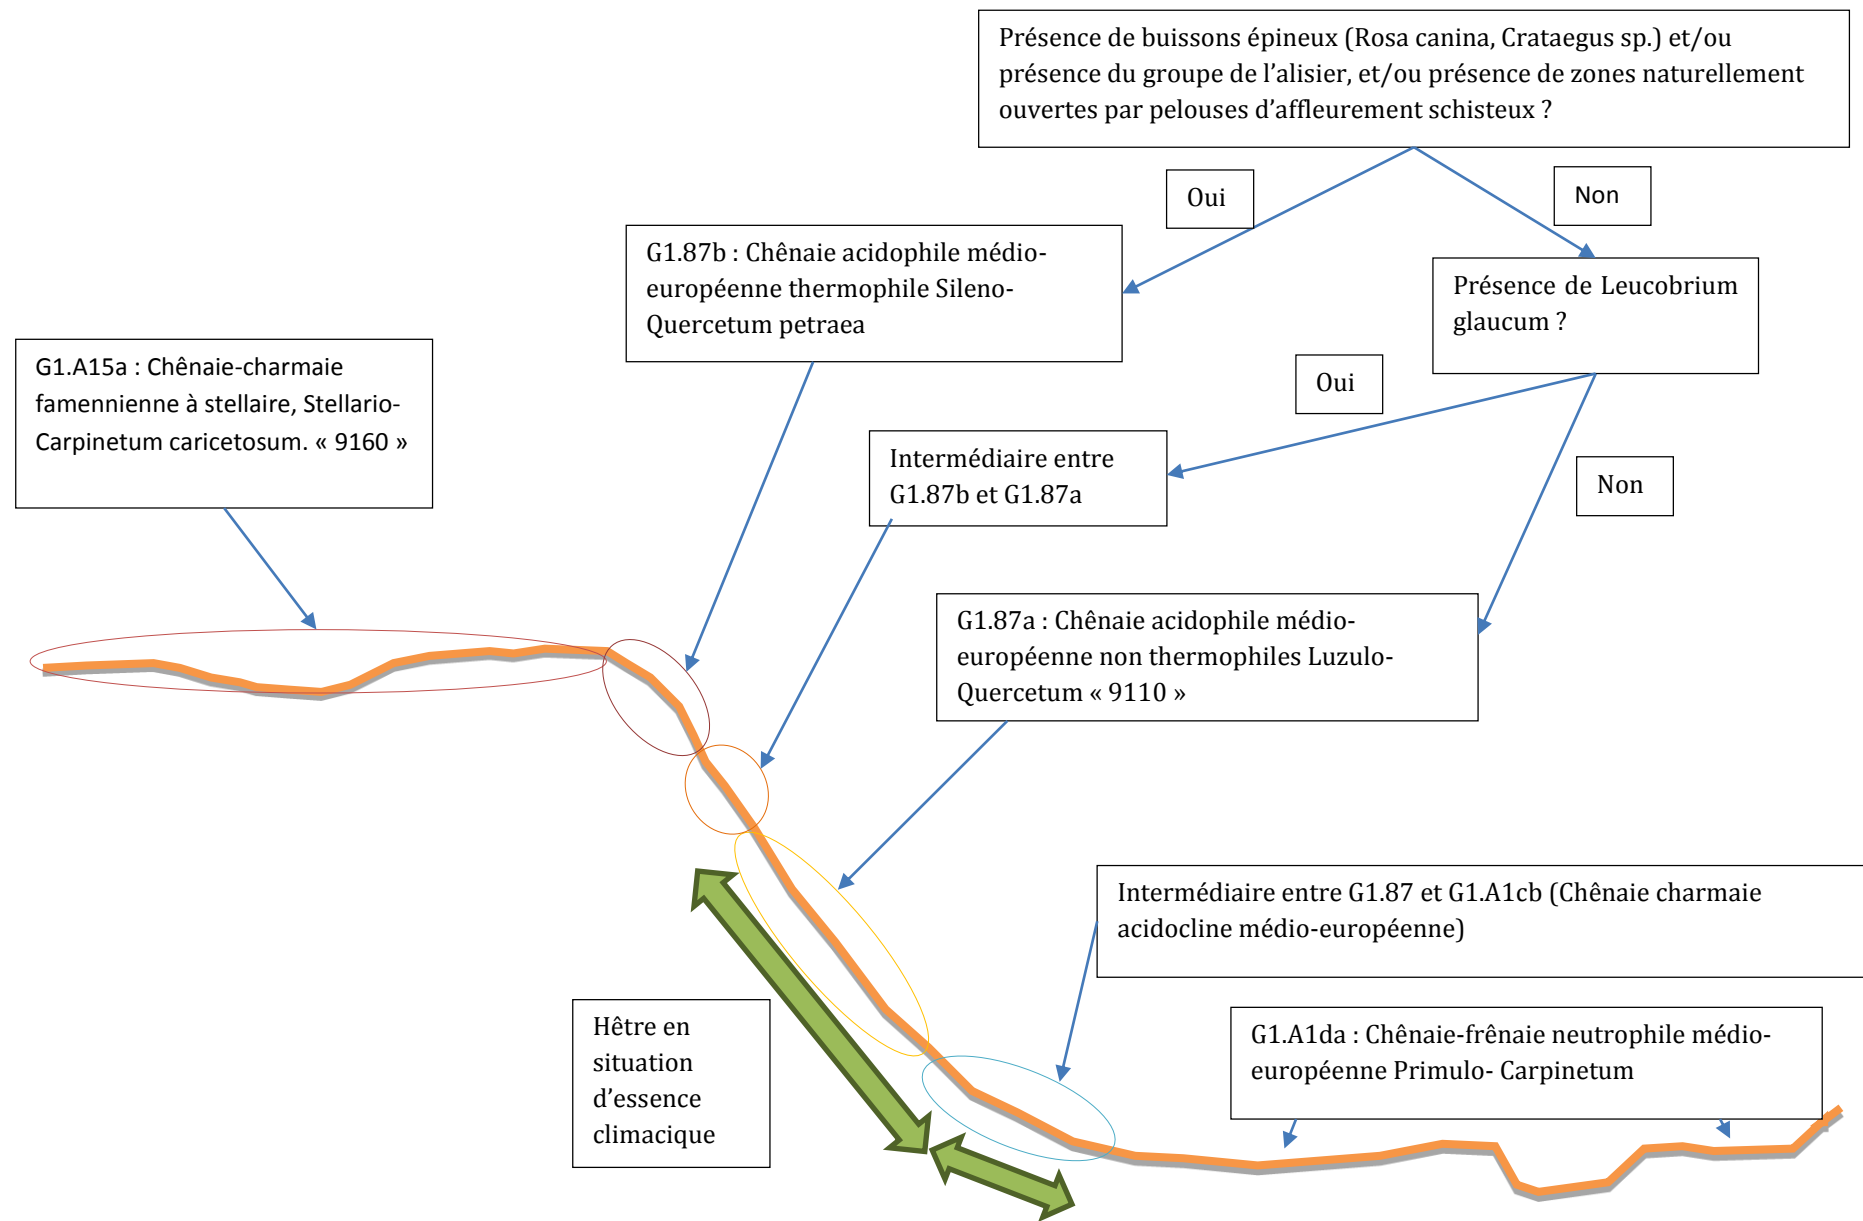 Présence de buissons épineux (Rosa canina, Crataegus sp.) et/ou
présence du groupe de l’alisier, et/ou présence de zones naturellement
ouvertes par pelouses d’affleurement schisteux ?
Oui
Non
G1.87b : Chênaie acidophile médio-
européenne thermophile Sileno-
Quercetum petraea
Présence de Leucobrium
glaucum ?
G1.A15a : Chênaie-charmaie
famennienne à stellaire, Stellario-
Carpinetum caricetosum. « 9160 »
Oui
Intermédiaire entre
G1.87b et G1.87a
Non
G1.87a : Chênaie acidophile médio-
européenne non thermophiles Luzulo-
Quercetum « 9110 »
Intermédiaire entre G1.87 et G1.A1cb (Chênaie charmaie
acidocline médio-européenne)
Hêtre en
situation
d’essence
climacique
G1.A1da : Chênaie-frênaie neutrophile médio-
européenne Primulo- Carpinetum